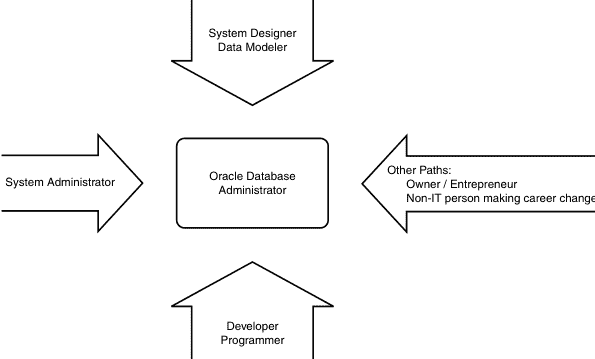 System Designer
Data Modeler
System Administrator
Oracle Database
Administrator
Other Paths:
Owner / Entrepreneur
Non-IT person making career change
Developer
Programmer